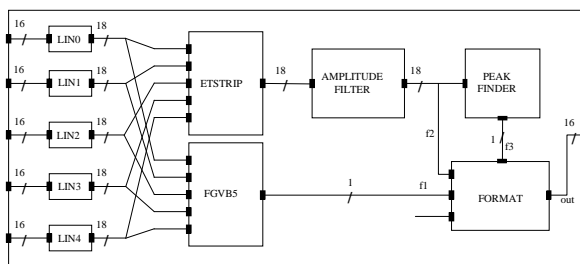 16 LIN0 18
16 LIN1 18
16 LIN2 18
16 LIN3 18
16 LIN4 18
ETSTRIP
FGVB5
18
AMPLITUDE
FILTER
18
PEAK
FINDER
f2
1
f3
1
f1
FORMAT
16
out